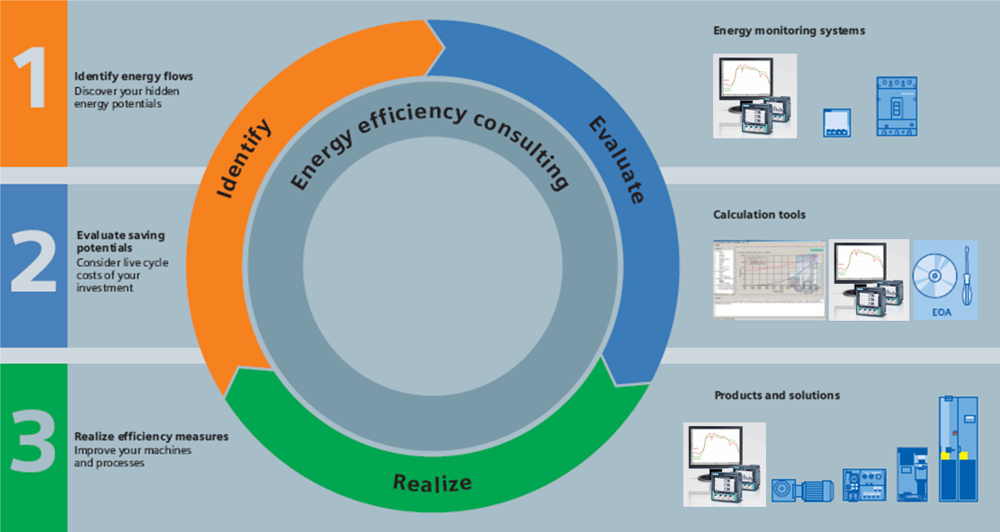 1
Identify energy flows
Discover your hidden
energy potentials
2
Evaluate saving
potentials
Consider live cycle
costs of your
investment
3
Realize efficiency measures
Improve your machines
and processes
Identify
Evaluate
Realize
Energy efficiency consulting
Energy monitoring systems
Calculation tools
EOA
Products and solutions